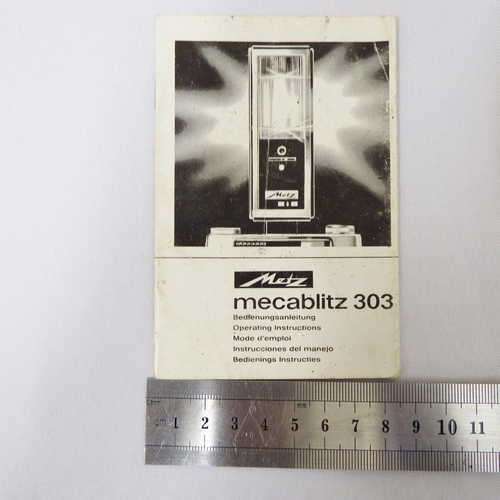 Metz
Metz
mecablitz 303
Bedienungsanleitung
Operating Instructions
Mode d'emploi
Instrucciones del manejo
Bedienings Instructies
1 2 3 4 5 6 7 8 9 10 11